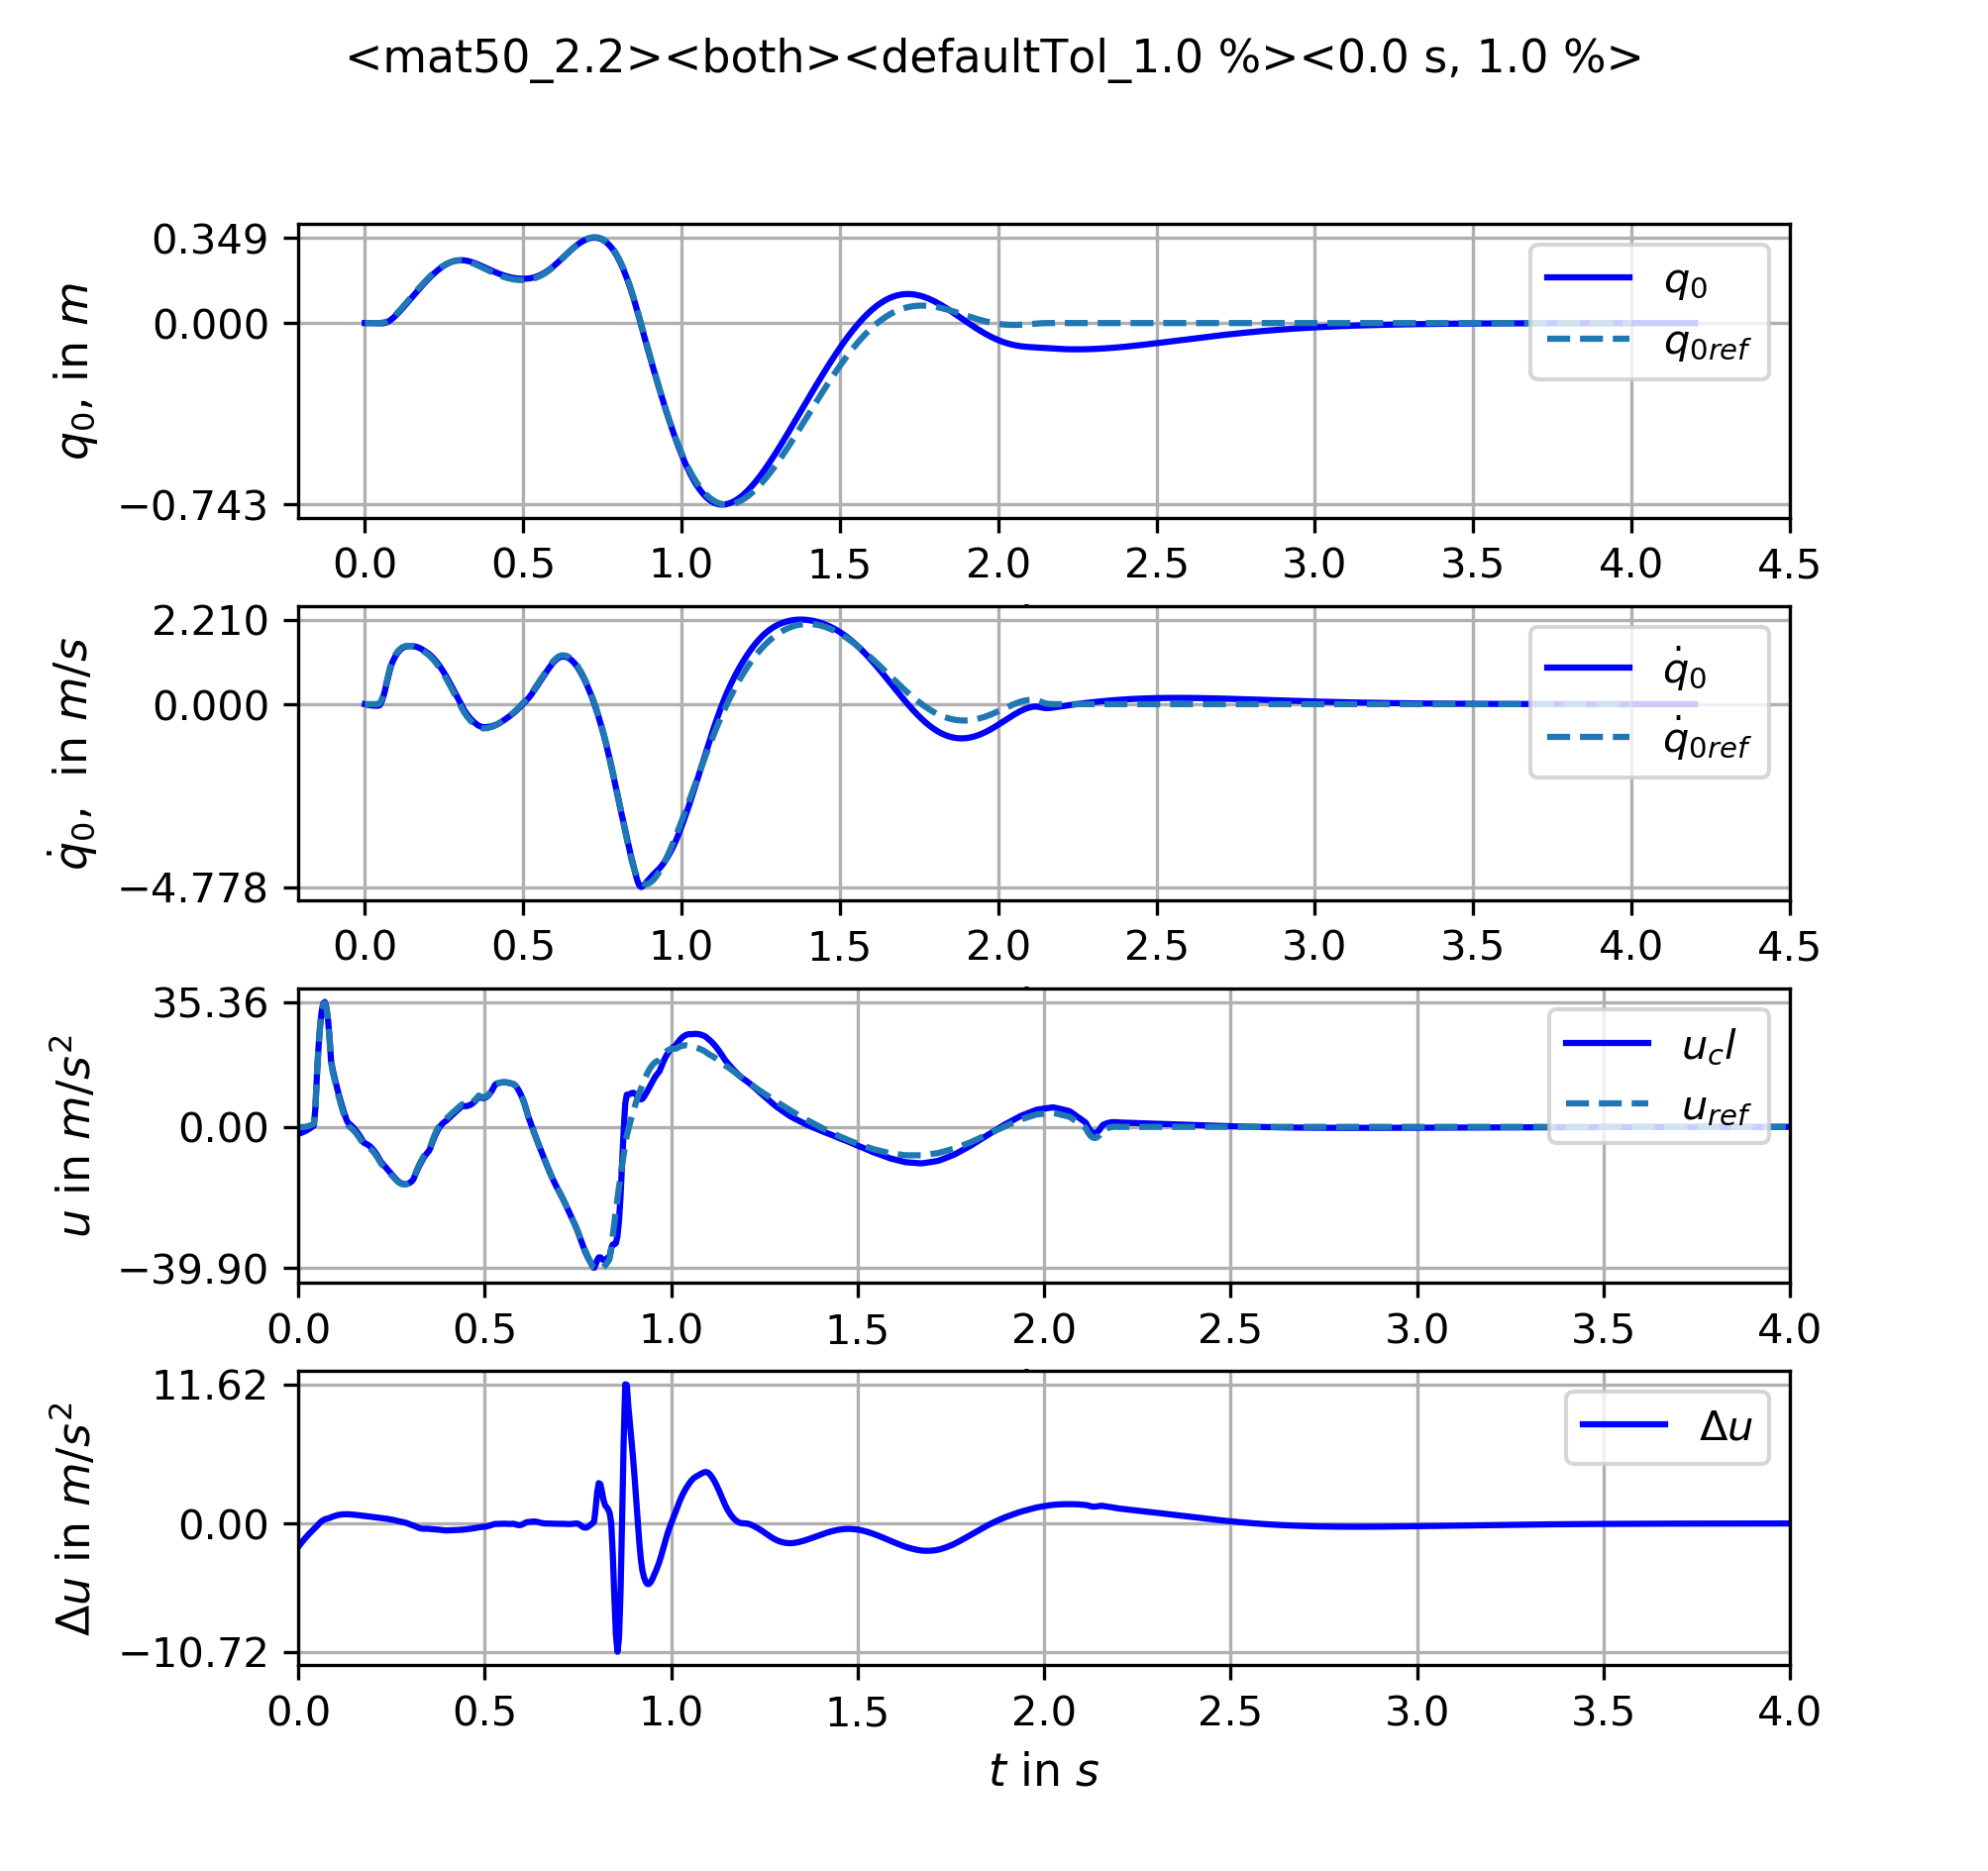 <mat50_2.2><both><defaultTol_1.0 %><0.0 s, 1.0 %>
q₀, in m
0.349
0.000
−0.743
q₀
q₀ref
0.0 0.5 1.0 1.5 2.0 2.5 3.0 3.5 4.0 4.5
q̇₀, in m/s
2.210
0.000
−4.778
q̇₀
q̇₀ref
0.0 0.5 1.0 1.5 2.0 2.5 3.0 3.5 4.0 4.5
u in m/s²
35.36
0.00
−39.90
u_cl
u_ref
0.0 0.5 1.0 1.5 2.0 2.5 3.0 3.5 4.0
Δu in m/s²
11.62
0.00
−10.72
Δu
0.0 0.5 1.0 1.5 2.0 2.5 3.0 3.5 4.0
t in s